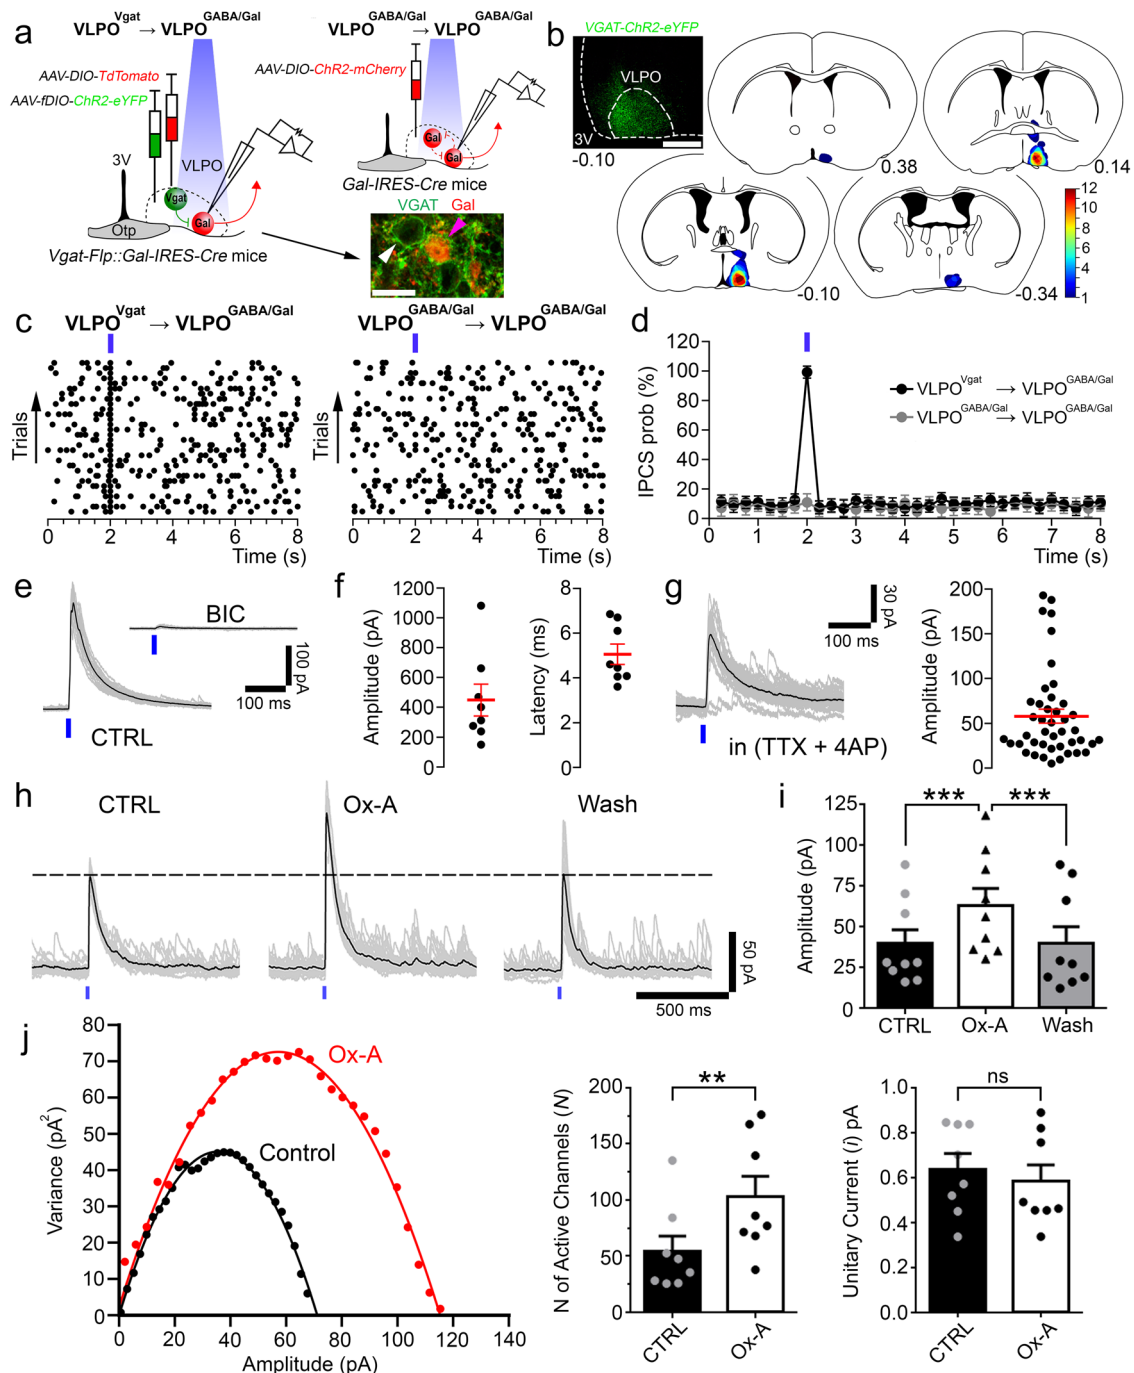 a
VLPO^Vgat → VLPO^GABA/Gal
VLPO^GABA/Gal → VLPO^GABA/Gal
AAV-DIO-TdTomato
AAV-fDIO-ChR2-eYFP
AAV-DIO-ChR2-mCherry
3V
VLPO
Vgat
Gal
Otp
Vgat-Flp::Gal-IRES-Cre mice
Gal
Gal
Gal-IRES-Cre mice
VGAT Gal
b
VGAT-ChR2-eYFP
VLPO
3V
-0.10
0.38
0.14
-0.10
-0.34
12
10
8
6
4
2
1
c
VLPO^Vgat → VLPO^GABA/Gal
VLPO^GABA/Gal → VLPO^GABA/Gal
Trials
0 2 4 6 8
Time (s)
Trials
0 2 4 6 8
Time (s)
d
IPCS prob (%)
120
100
80
60
40
20
0
0 1 2 3 4 5 6 7 8
Time (s)
VLPO^Vgat → VLPO^GABA/Gal
VLPO^GABA/Gal → VLPO^GABA/Gal
e
BIC
100 pA
100 ms
CTRL
f
Amplitude (pA)
1200
1000
800
600
400
200
0
Latency (ms)
8
6
4
2
0
g
30 pA
100 ms
in (TTX + 4AP)
Amplitude (pA)
200
150
100
50
0
h
CTRL
Ox-A
Wash
50 pA
500 ms
i
*** ***
Amplitude (pA)
125
100
75
50
25
0
CTRL Ox-A Wash
j
Variance (pA²)
80
70
60
50
40
30
20
10
0
Ox-A
Control
0 20 40 60 80 100 120 140
Amplitude (pA)
N of Active Channels (N)
200
150
100
50
0
**
CTRL
Ox-A
Unitary Current (i) pA
1.0
0.8
0.6
0.4
0.2
0.0
ns
CTRL
Ox-A